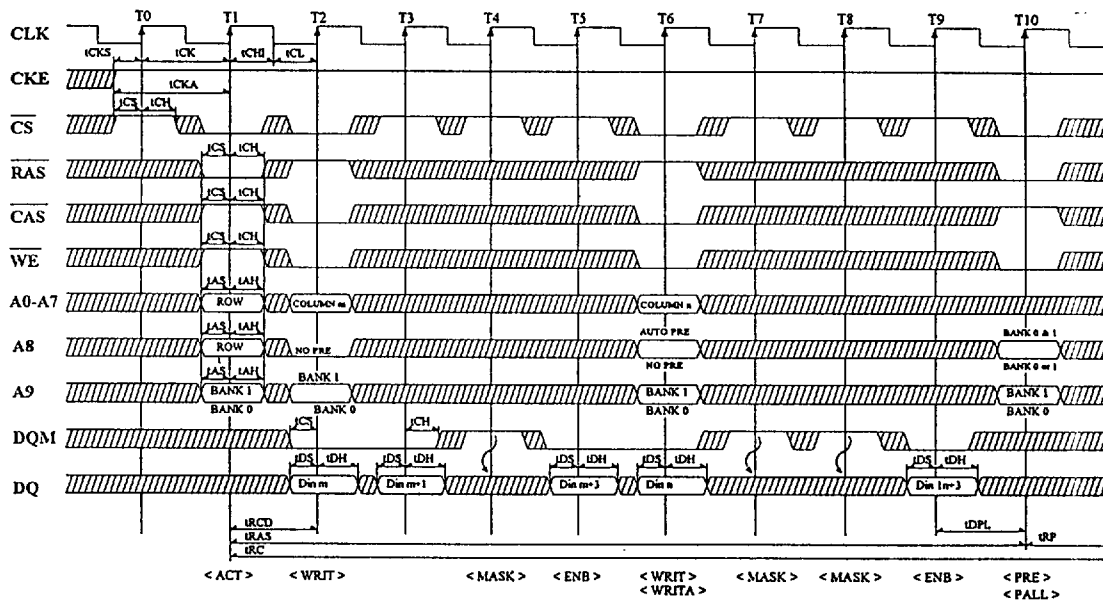 T0 T1 T2 T3 T4 T5 T6 T7 T8 T9 T10
CLK
tCKS tCK tCHI tCL
CKE
tCKA
tCS tCH
CS
tCS tCH
RAS
tCS tCH
CAS
tCS tCH
WE
tAS tAH
A0-A7 ROW COLUMN m COLUMN n
tAS tAH AUTO PRE BANK 0 & 1
A8 ROW NO PRE
NO PRE BANK 0 or 1
tAS tAH BANK 1
A9 BANK 1 BANK 1 BANK 1
BANK 0 BANK 0 BANK 0 BANK 0
tCS tCH
DQM
tDS tDH tDS tDH tDS tDH tDS tDH tDS tDH
DQ Din m Din m+1 Din m+3 Din n Din 1n+3
tRCD tDPL
tRAS tRP
tRC
< ACT > < WRIT > < MASK > < ENB > < WRIT > < MASK > < MASK > < ENB > < PRE >
< WRITA > < PALL >